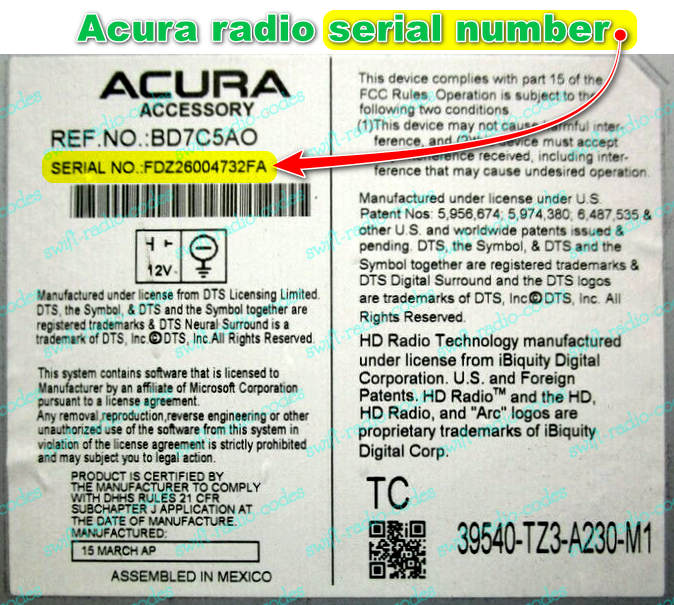 Acura radio serial number.
ACURA
ACCESSORY
REF.NO.:BD7C5AO
SERIAL NO.:FDZ26004732FA
12V
Manufactured under license from DTS Licensing Limited.
DTS, the Symbol, & DTS and the Symbol together are
registered trademarks & DTS Neural Surround is a
trademark of DTS, Inc.©DTS, Inc.All Rights Reserved.
This system contains software that is licensed to
Manufacturer by an affiliate of Microsoft Corporation
pursuant to a license agreement.
Any removal,reproduction,reverse engineering or other
unauthorized use of the software from this system in
violation of the license agreement is strictly prohibited
and may subject you to legal action.
PRODUCT IS CERTIFIED BY
THE MANUFACTURER TO COMPLY
WITH DHHS RULES 21 CFR
SUBCHAPTER J APPLICATION AT
THE DATE OF MANUFACTURE.
MANUFACTURED:
15 MARCH AP
ASSEMBLED IN MEXICO
This device complies with part 15 of the
FCC Rules. Operation is subject to the
following two conditions
(1)This device may not cause harmful inter-
ference, and (2) device must accept
interference received, including inter-
ference that may cause undesired operation.
Manufactured under license under U.S.
Patent Nos: 5,956,674; 5,974,380; 6,487,535 &
other U.S. and worldwide patents issued &
pending. DTS, the Symbol, & DTS and the
Symbol together are registered trademarks &
DTS Digital Surround and the DTS logos
are trademarks of DTS, Inc©DTS, Inc. All
Rights Reserved.
HD Radio Technology manufactured
under license from iBiquity Digital
Corporation. U.S. and Foreign
Patents. HD Radio™ and the HD,
HD Radio, and "Arc" logos are
proprietary trademarks of iBiquity
Digital Corp.
TC
39540-TZ3-A230-M1
swift-radio-codes